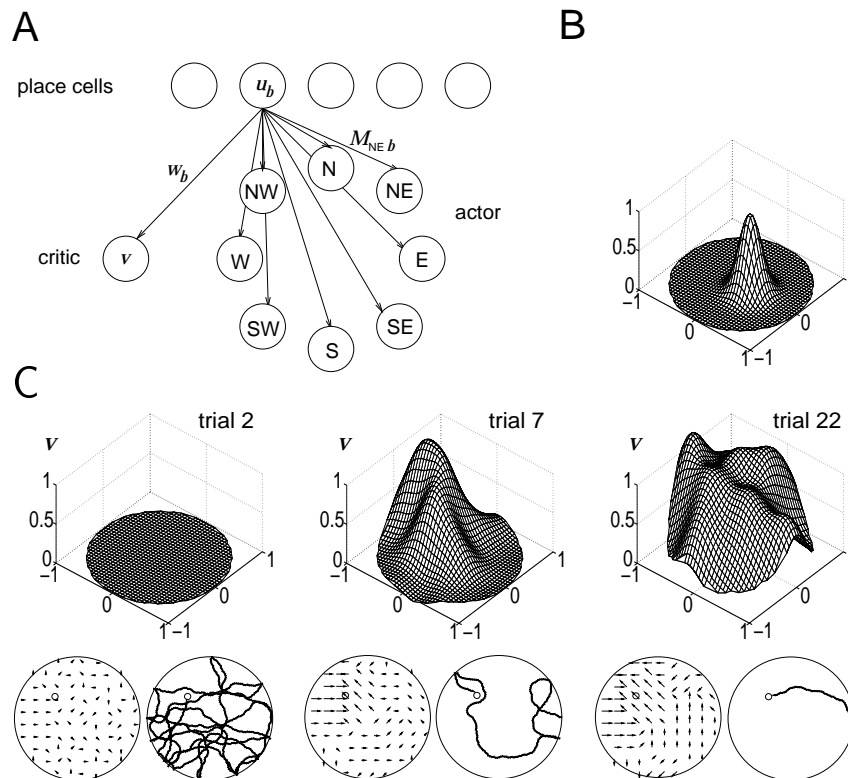 A
B
place cells
u_b
w_b
M_NE b
N
NW
NE
actor
critic
v
W
E
SW
S
SE
1
0.5
0
−1
0
1 −1
0
C
trial 2
trial 7
trial 22
v
v
v
1
0.5
0
−1
0
1 −1
0
1
1
0.5
0
−1
0
1 −1
0
1
1
0.5
0
−1
0
1 −1
0